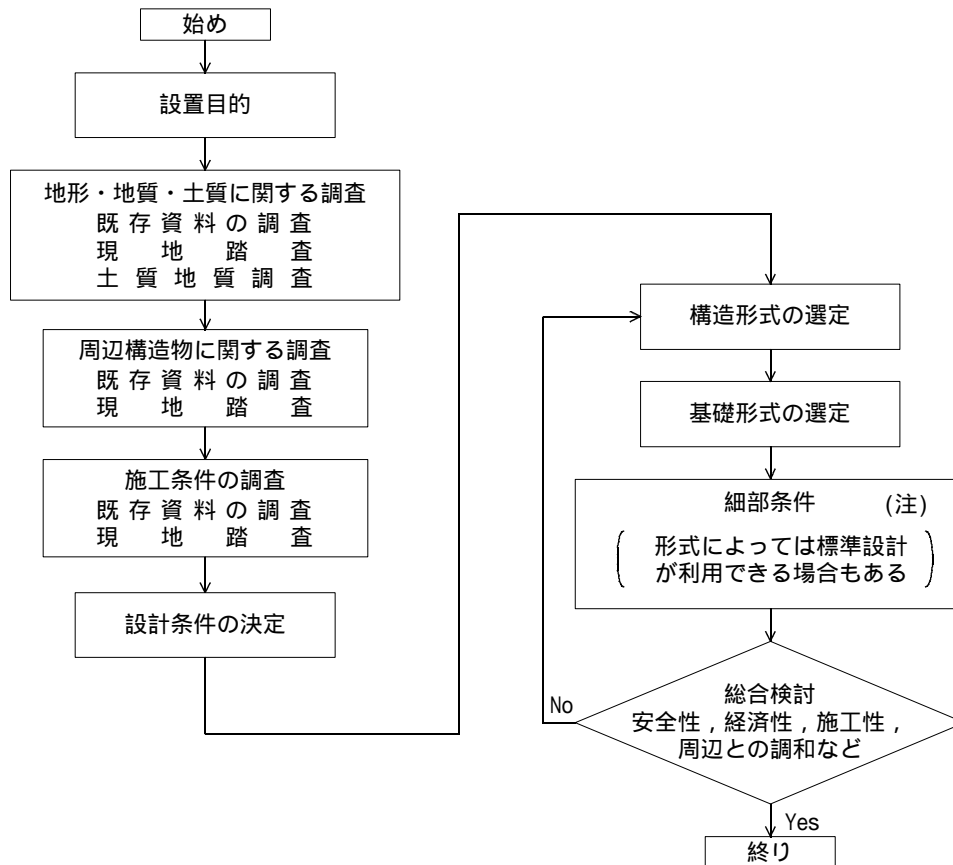 始め
設置目的
地形・地質・土質に関する調査
既存資料の調査
現地踏査
土質地質調査
周辺構造物に関する調査
既存資料の調査
現地踏査
施工条件の調査
既存資料の調査
現地踏査
設計条件の決定
構造形式の選定
基礎形式の選定
細部条件 (注)
形式によっては標準設計
が利用できる場合もある
総合検討
安全性，経済性，施工性，
周辺との調和など
No
Yes
終り